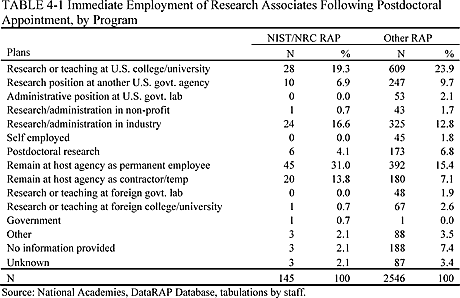 TABLE 4-1 Immediate Employment of Research Associates Following Postdoctoral
Appointment, by Program
NIST/NRC RAP Other RAP
Plans N % N %
Research or teaching at U.S. college/university 28 19.3 609 23.9
Research position at another U.S. govt. agency 10 6.9 247 9.7
Administrative position at U.S. govt. lab 0 0.0 53 2.1
Research/administration in non-profit 1 0.7 43 1.7
Research/administration in industry 24 16.6 325 12.8
Self employed 0 0.0 45 1.8
Postdoctoral research 6 4.1 173 6.8
Remain at host agency as permanent employee 45 31.0 392 15.4
Remain at host agency as contractor/temp 20 13.8 180 7.1
Research or teaching at foreign govt. lab 0 0.0 48 1.9
Research or teaching at foreign college/university 1 0.7 67 2.6
Government 1 0.7 1 0.0
Other 3 2.1 88 3.5
No information provided 3 2.1 188 7.4
Unknown 3 2.1 87 3.4
N 145 100 2546 100
Source: National Academies, DataRAP Database, tabulations by staff.